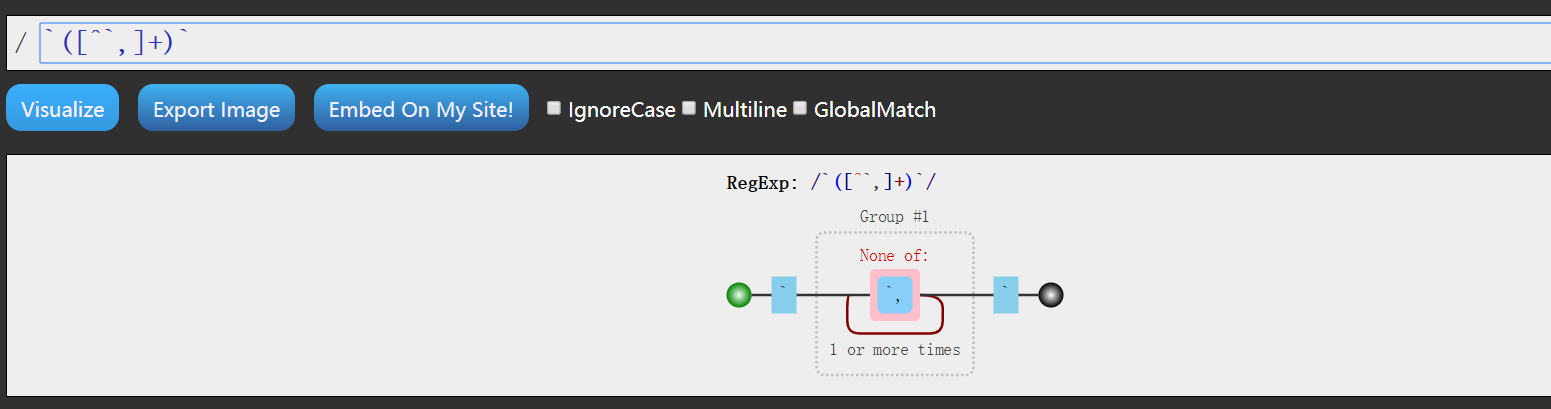 / `([^`,]+)`
Visualize Export Image Embed On My Site! IgnoreCase Multiline GlobalMatch
RegExp: /`([^`,]+)`/
Group #1
None of:
` `, `
1 or more times